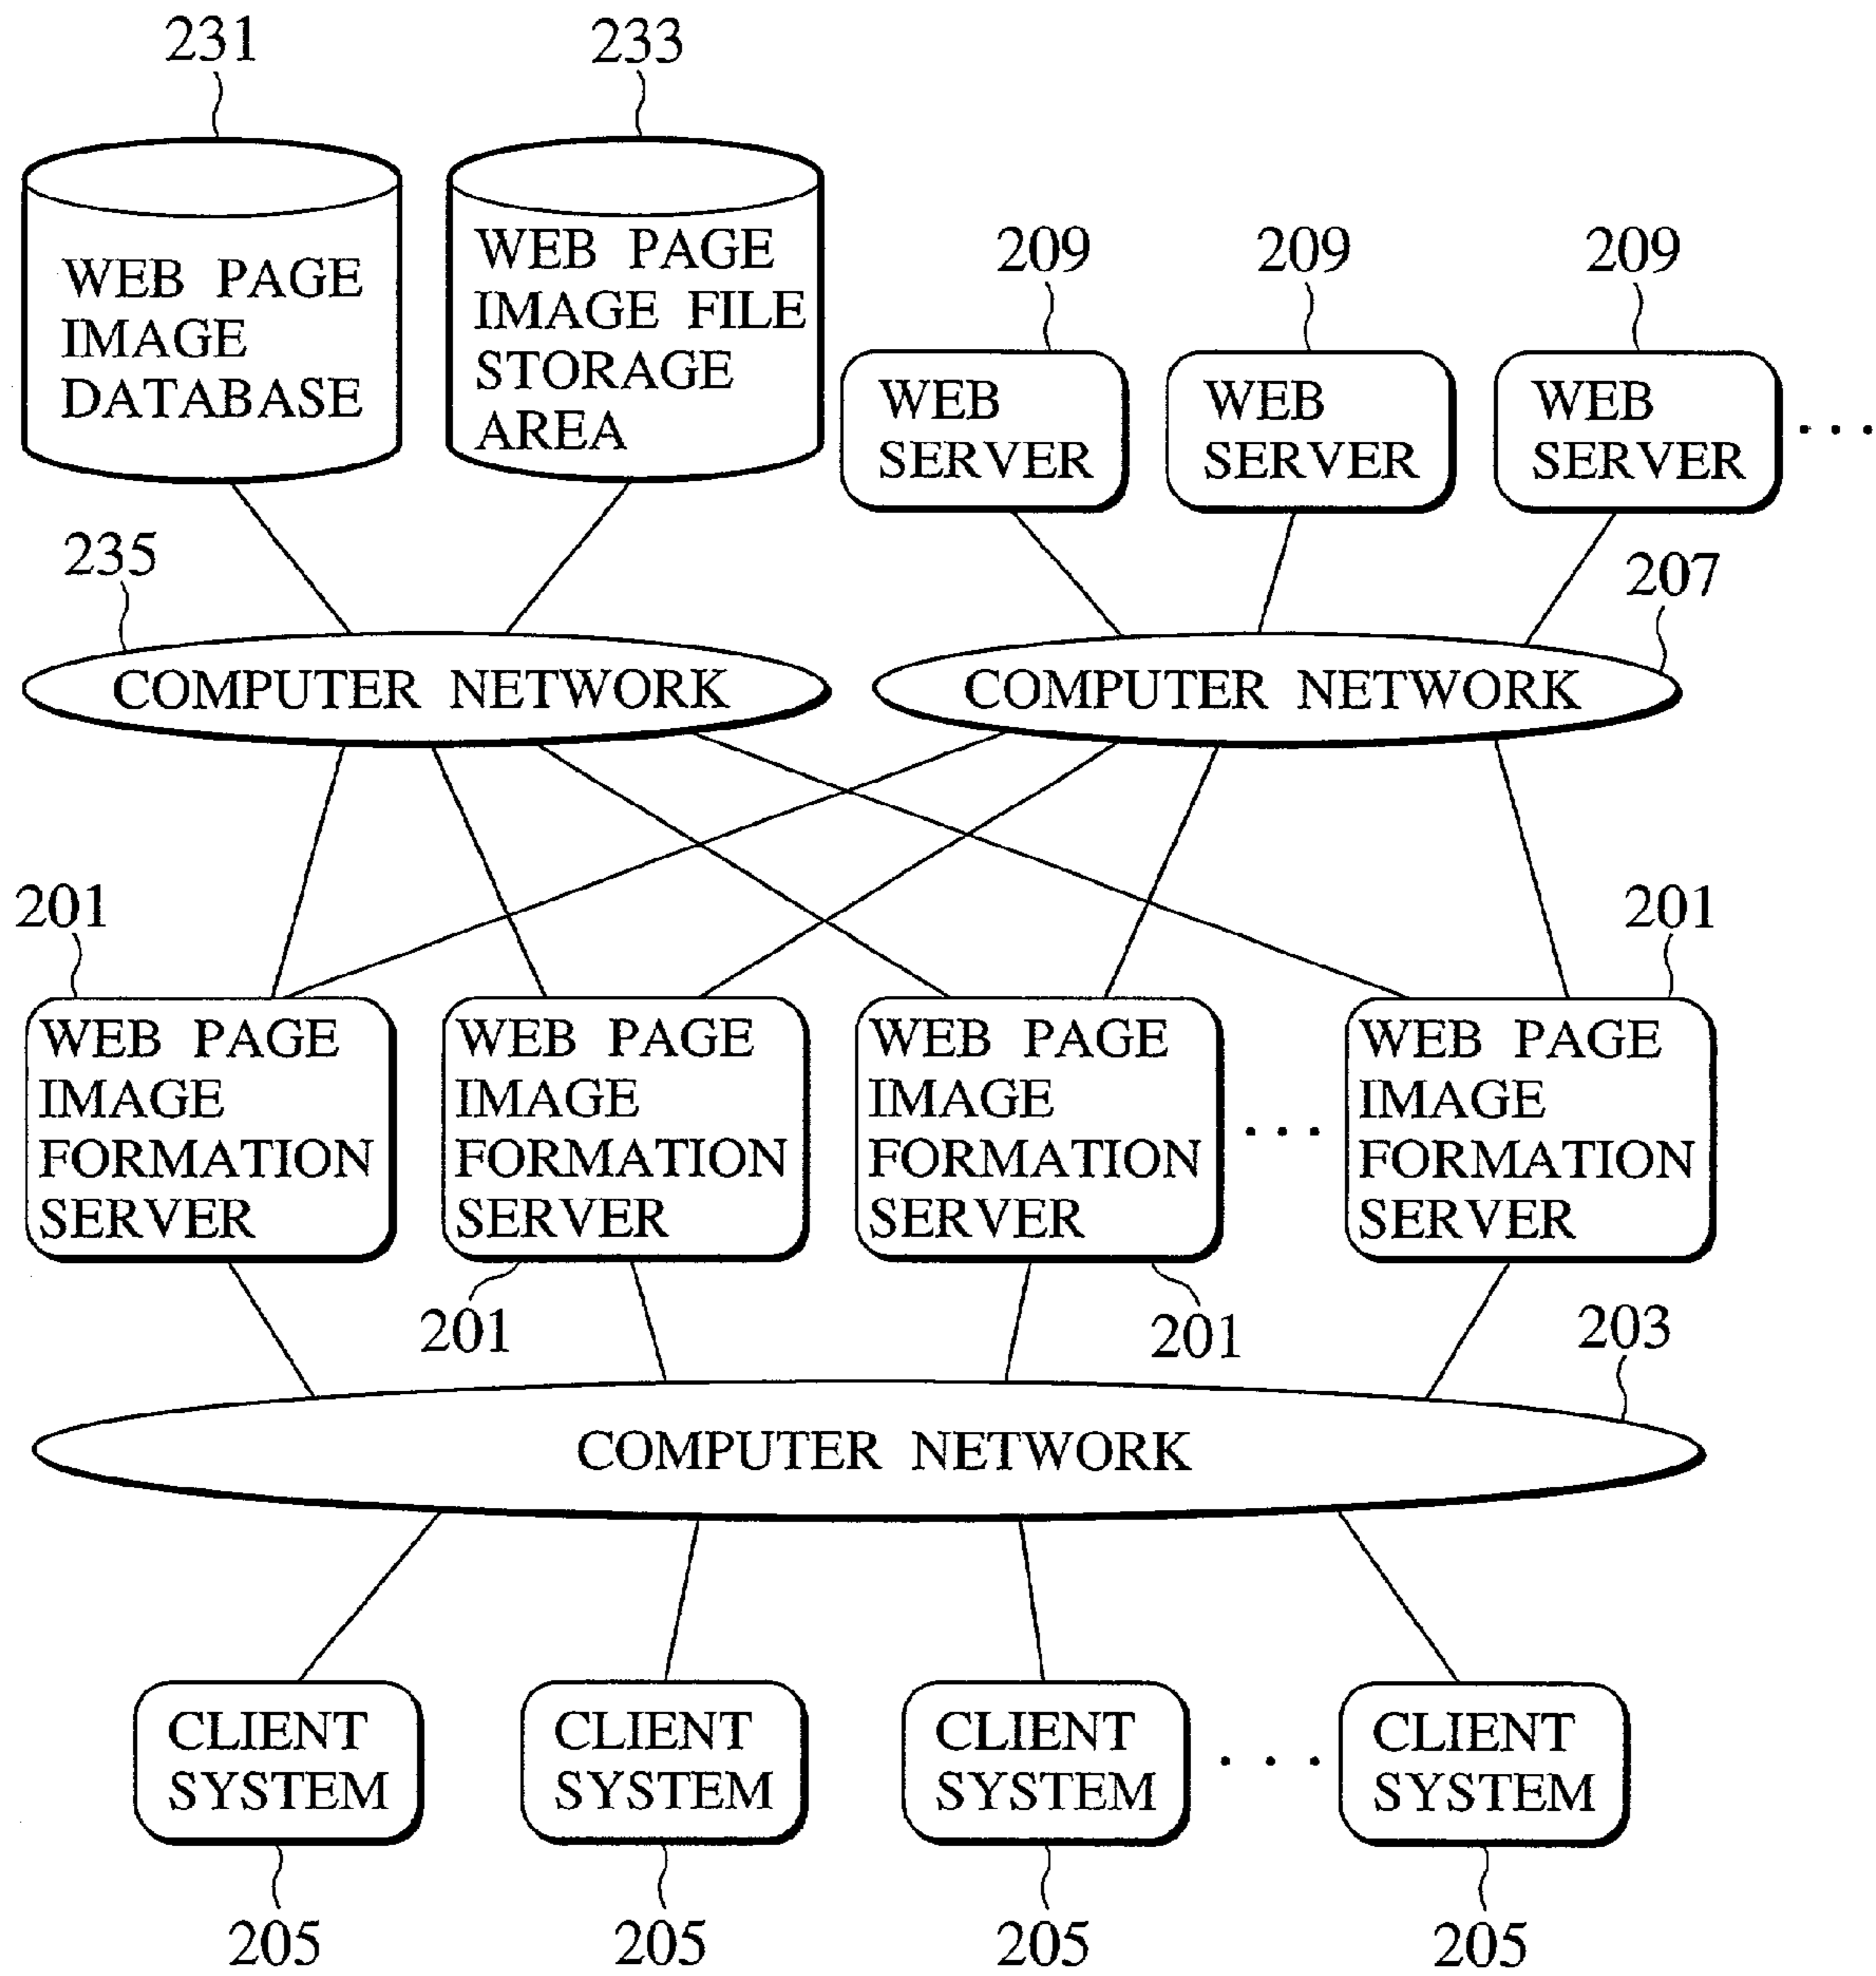 231
233
WEB PAGE
IMAGE
DATABASE
WEB PAGE
IMAGE FILE
STORAGE
AREA
209
209
209
WEB
SERVER
WEB
SERVER
WEB
SERVER
...
235
207
COMPUTER NETWORK
COMPUTER NETWORK
201
201
WEB PAGE
IMAGE
FORMATION
SERVER
WEB PAGE
IMAGE
FORMATION
SERVER
WEB PAGE
IMAGE
FORMATION
SERVER
...
WEB PAGE
IMAGE
FORMATION
SERVER
201
201
203
COMPUTER NETWORK
CLIENT
SYSTEM
CLIENT
SYSTEM
CLIENT
SYSTEM
...
CLIENT
SYSTEM
205
205
205
205